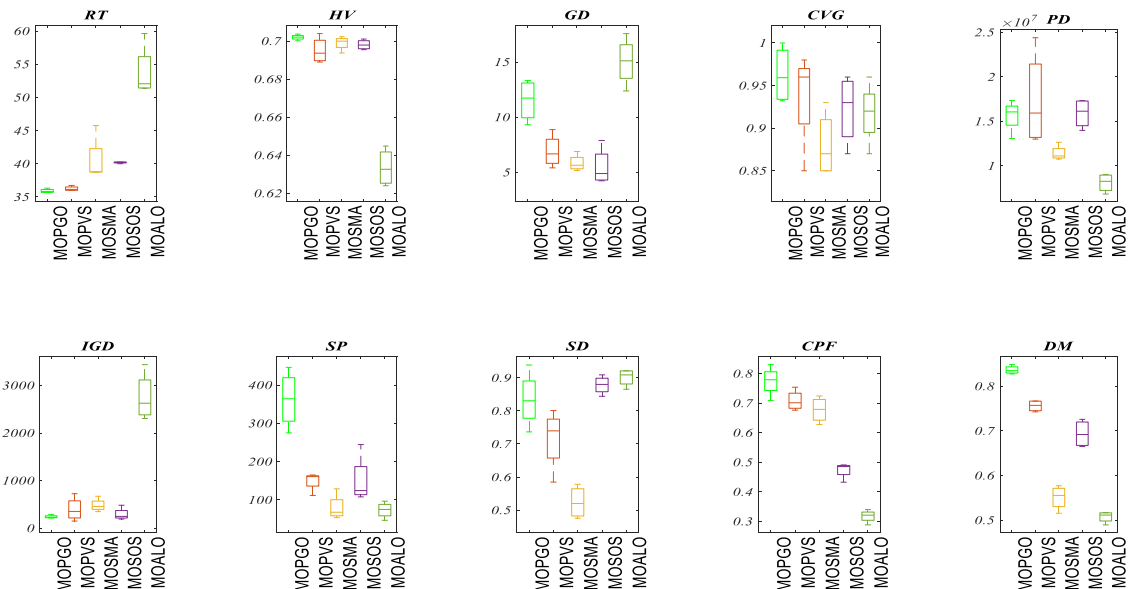 RT
60
55
50
45
40
35
MOPGO
MOPVS
MOSMA
MOSOS
MOALO
HV
0.7
0.68
0.66
0.64
0.62
MOPGO
MOPVS
MOSMA
MOSOS
MOALO
GD
15
10
5
MOPGO
MOPVS
MOSMA
MOSOS
MOALO
CVG
1
0.95
0.9
0.85
MOPGO
MOPVS
MOSMA
MOSOS
MOALO
×10⁷
PD
2.5
2
1.5
1
MOPGO
MOPVS
MOSMA
MOSOS
MOALO
IGD
3000
2000
1000
0
MOPGO
MOPVS
MOSMA
MOSOS
MOALO
SP
400
300
200
100
MOPGO
MOPVS
MOSMA
MOSOS
MOALO
SD
0.9
0.8
0.7
0.6
0.5
MOPGO
MOPVS
MOSMA
MOSOS
MOALO
CPF
0.8
0.7
0.6
0.5
0.4
0.3
MOPGO
MOPVS
MOSMA
MOSOS
MOALO
DM
0.8
0.7
0.6
0.5
MOPGO
MOPVS
MOSMA
MOSOS
MOALO